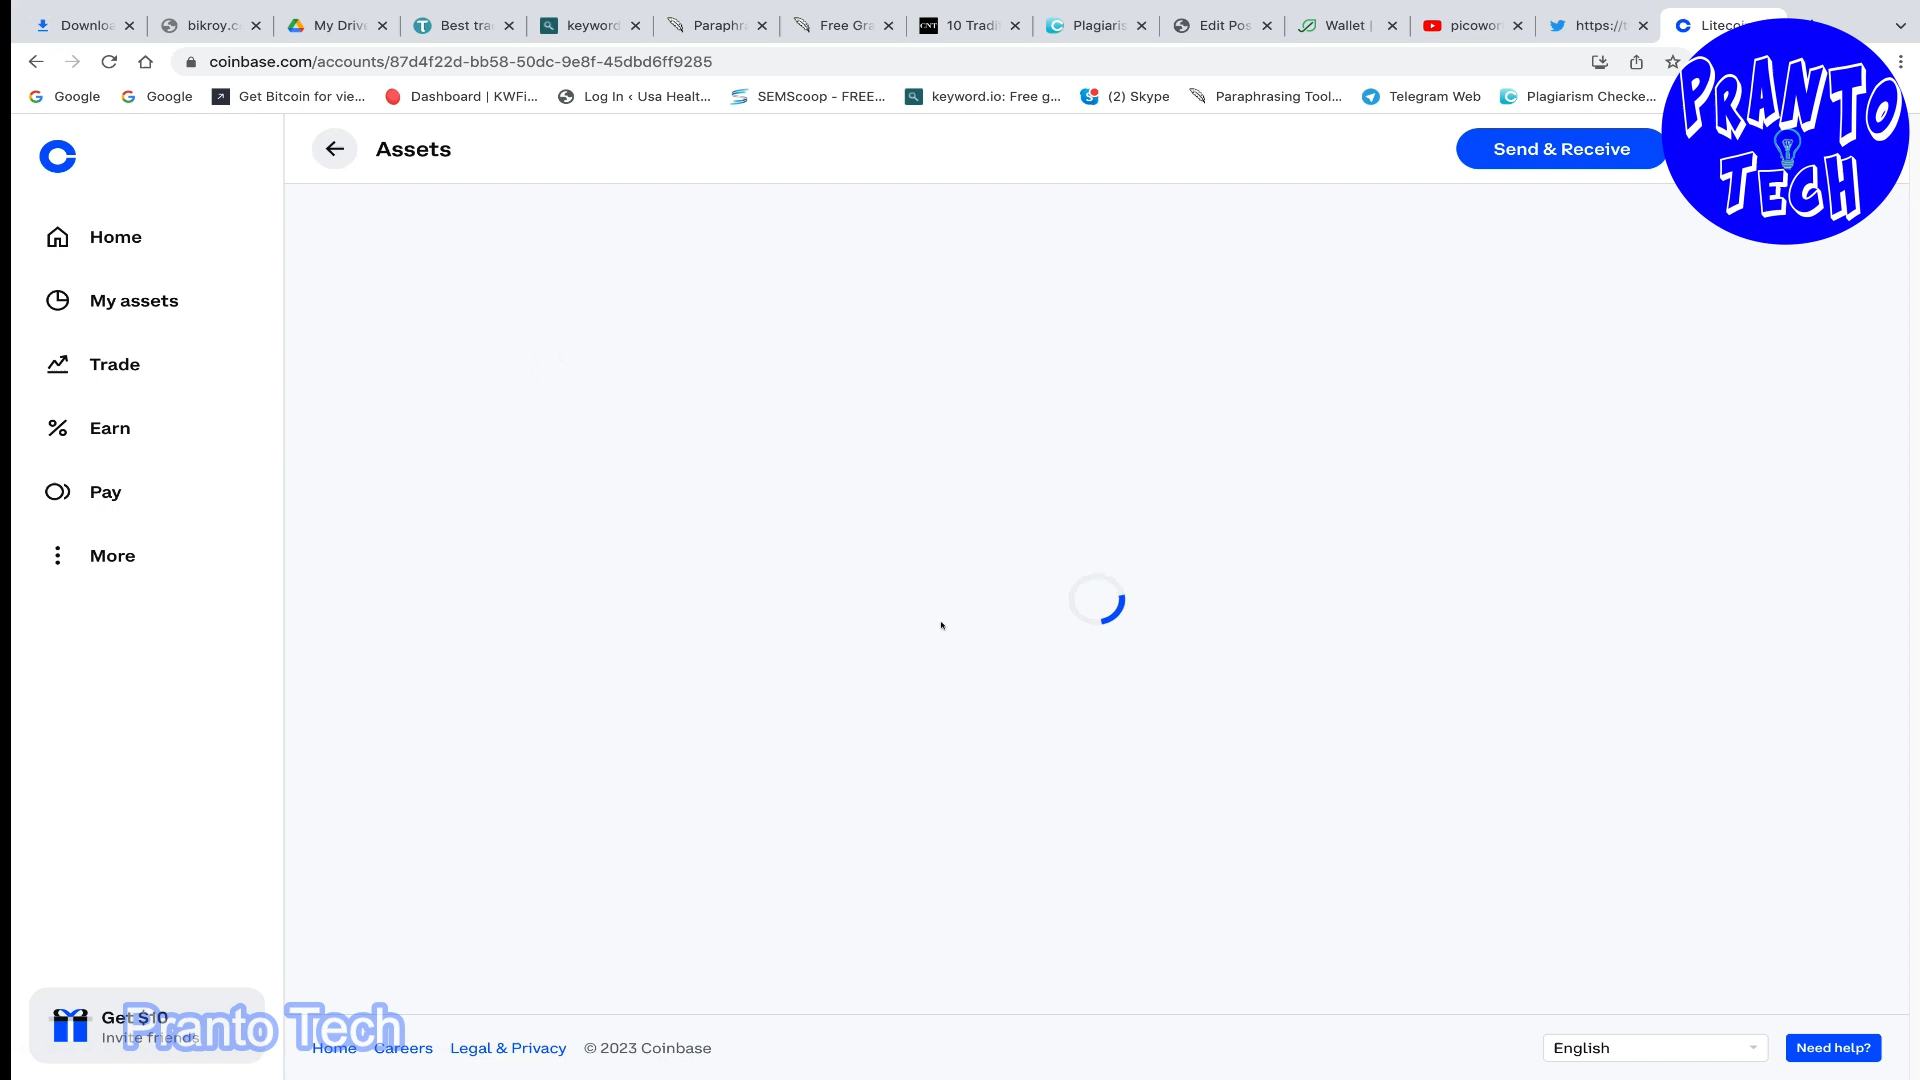 Downloa
bikroy.c
My Drive
Best tra
keyword
Paraphra
Free Gra
CNT
10 Tradi
Plagiaris
Edit Pos
Wallet |
picowor
https://t
Liteco
coinbase.com/accounts/87d4f22d-bb58-50dc-9e8f-45dbd6ff9285
Google
Google
Get Bitcoin for vie...
Dashboard | KWFi...
Log In ‹ Usa Healt...
SEMScoop - FREE...
keyword.io: Free g...
(2) Skype
Paraphrasing Tool...
Telegram Web
Plagiarism Checke...
PRANTO
TECH
Assets
Send & Receive
Home
My assets
Trade
Earn
Pay
More
Get $10
Invite friends
Pranto Tech
Home
Careers
Legal & Privacy
© 2023 Coinbase
English
Need help?